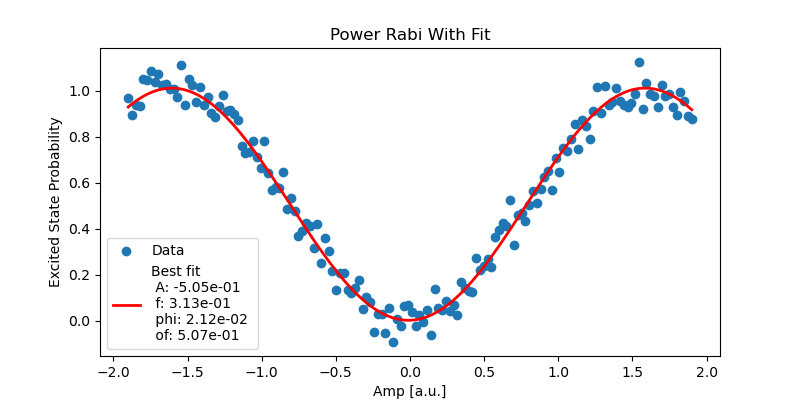 Power Rabi With Fit
Excited State Probability
1.0
0.8
0.6
0.4
0.2
0.0
Data
Best fit
A: -5.05e-01
f: 3.13e-01
phi: 2.12e-02
of: 5.07e-01
−2.0 −1.5 −1.0 −0.5 0.0 0.5 1.0 1.5 2.0
Amp [a.u.]